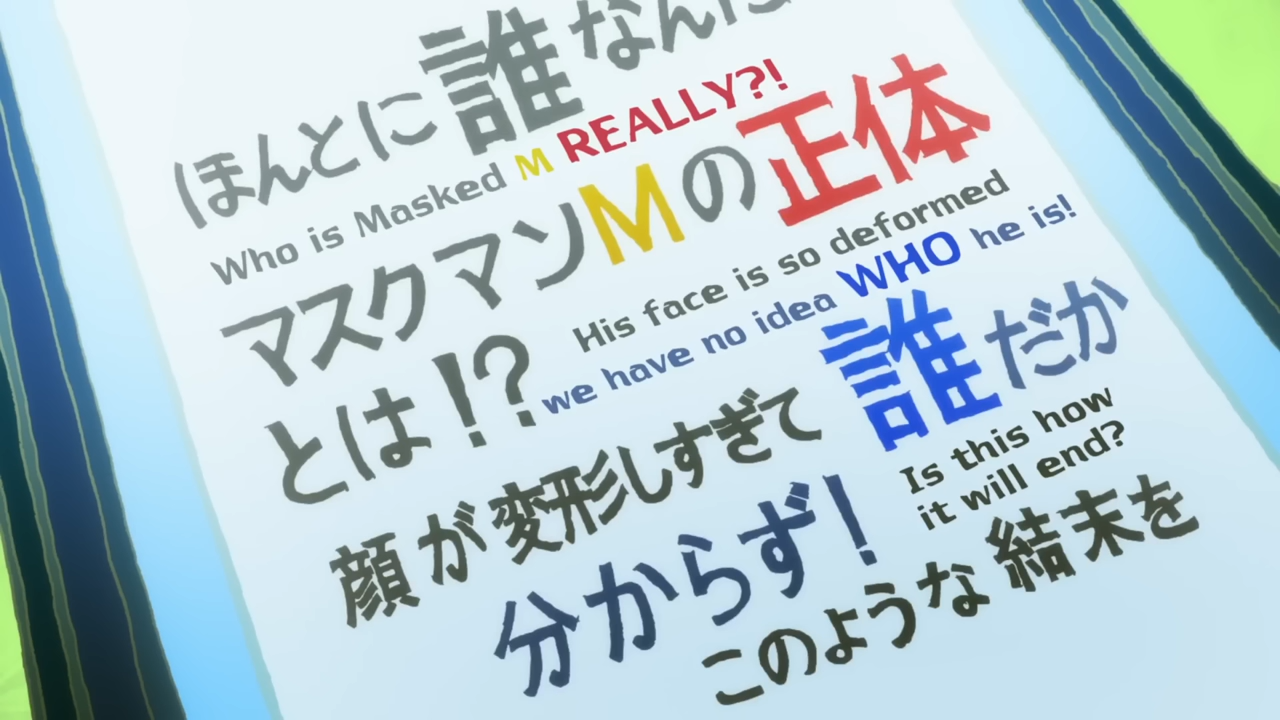 ほんとに誰なんだ
Who is Masked M REALLY?!
マスクマンMの正体
とは!?
His face is so deformed
we have no idea WHO he is!
顔が変形しすぎて誰だか
分からず!
Is this how
it will end?
このような結末を